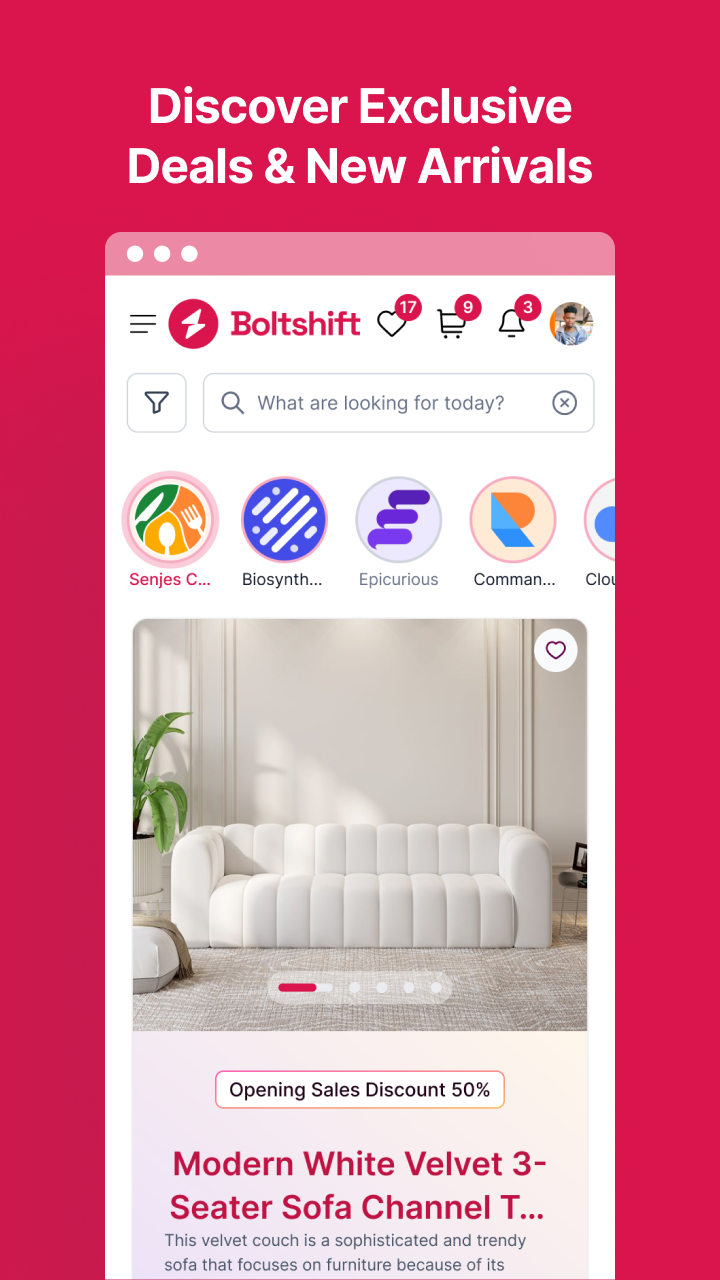 Discover Exclusive
Deals & New Arrivals
Boltshift
17
9
3
What are looking for today?
Senjes C...
Biosynth...
Epicurious
Comman...
Clou
Opening Sales Discount 50%
Modern White Velvet 3-
Seater Sofa Channel T...
This velvet couch is a sophisticated and trendy
sofa that focuses on furniture because of its